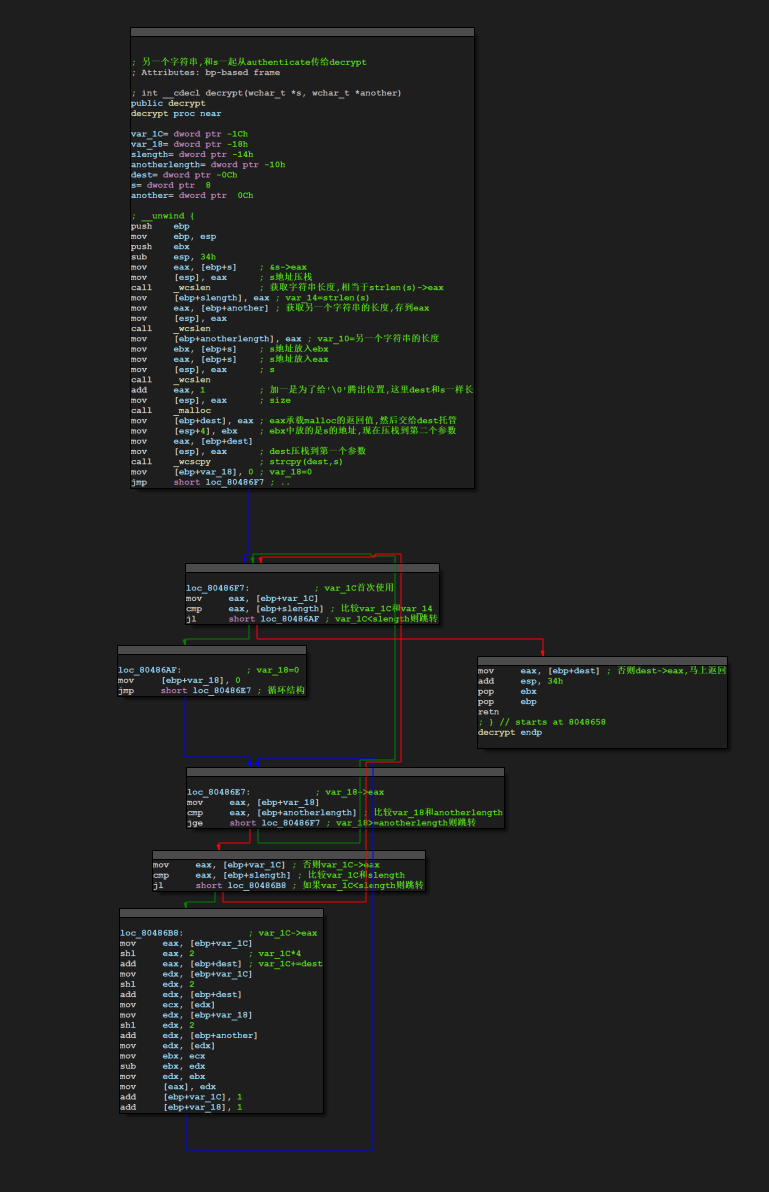 ; 另一个字符串,和s一起从authenticate传给decrypt
; Attributes: bp-based frame
; int __cdecl decrypt(wchar_t *s, wchar_t *another)
public decrypt
decrypt proc near
var_1C= dword ptr -1Ch
var_18= dword ptr -18h
slength= dword ptr -14h
anotherlength= dword ptr -10h
dest= dword ptr -0Ch
s= dword ptr  8
another= dword ptr  0Ch
; __unwind {
push    ebp
mov     ebp, esp
push    ebx
sub     esp, 34h
mov     eax, [ebp+s]    ; &s->eax
mov     [esp], eax      ; s地址压栈
call    _wcslen         ; 获取字符串长度,相当于strlen(s)->eax
mov     [ebp+slength], eax ; var_14=strlen(s)
mov     eax, [ebp+another] ; 获取另一个字符串的长度,存到eax
mov     [esp], eax
call    _wcslen
mov     [ebp+anotherlength], eax ; var_10=另一个字符串的长度
mov     ebx, [ebp+s]    ; s地址放入ebx
mov     eax, [ebp+s]    ; s地址放入eax
mov     [esp], eax      ; s
call    _wcslen
add     eax, 1          ; 加一是为了给'\0'腾出位置,这里dest和s一样长
mov     [esp], eax      ; size
call    _malloc
mov     [ebp+dest], eax ; eax承载malloc的返回值,然后交给dest托管
mov     [esp+4], ebx    ; ebx中放的是s的地址,现在压栈到第二个参数
mov     eax, [ebp+dest]
mov     [esp], eax      ; dest压栈到第一个参数
call    _wcscpy         ; strcpy(dest,s)
mov     [ebp+var_18], 0 ; var_18=0
jmp     short loc_80486F7 ; ..
loc_80486F7:            ; var_1C首次使用
mov     eax, [ebp+var_1C]
cmp     eax, [ebp+slength] ; 比较var_1C和var_14
jl      short loc_80486AF ; var_1C<slength则跳转
loc_80486AF:            ; var_18=0
mov     [ebp+var_18], 0
jmp     short loc_80486E7 ; 循环结构
mov     eax, [ebp+dest] ; 否则dest->eax,马上返回
add     esp, 34h
pop     ebx
pop     ebp
retn
; } // starts at 8048658
decrypt endp
loc_80486E7:            ; var_18->eax
mov     eax, [ebp+var_18]
cmp     eax, [ebp+anotherlength] ; 比较var_18和anotherlength
jge     short loc_80486F7 ; var_18>=anotherlength则跳转
mov     eax, [ebp+var_1C] ; 否则var_1C->eax
cmp     eax, [ebp+slength] ; 比较var_1C和slength
jl      short loc_80486B8 ; 如果var_1C<slength则跳转
loc_80486B8:            ; var_1C->eax
mov     eax, [ebp+var_1C]
shl     eax, 2          ; var_1C*4
add     eax, [ebp+dest] ; var_1C+=dest
mov     edx, [ebp+var_1C]
shl     edx, 2
add     edx, [ebp+dest]
mov     ecx, [edx]
mov     edx, [ebp+var_18]
shl     edx, 2
add     edx, [ebp+another]
mov     edx, [edx]
mov     ebx, ecx
sub     ebx, edx
mov     edx, ebx
mov     [eax], edx
add     [ebp+var_1C], 1
add     [ebp+var_18], 1